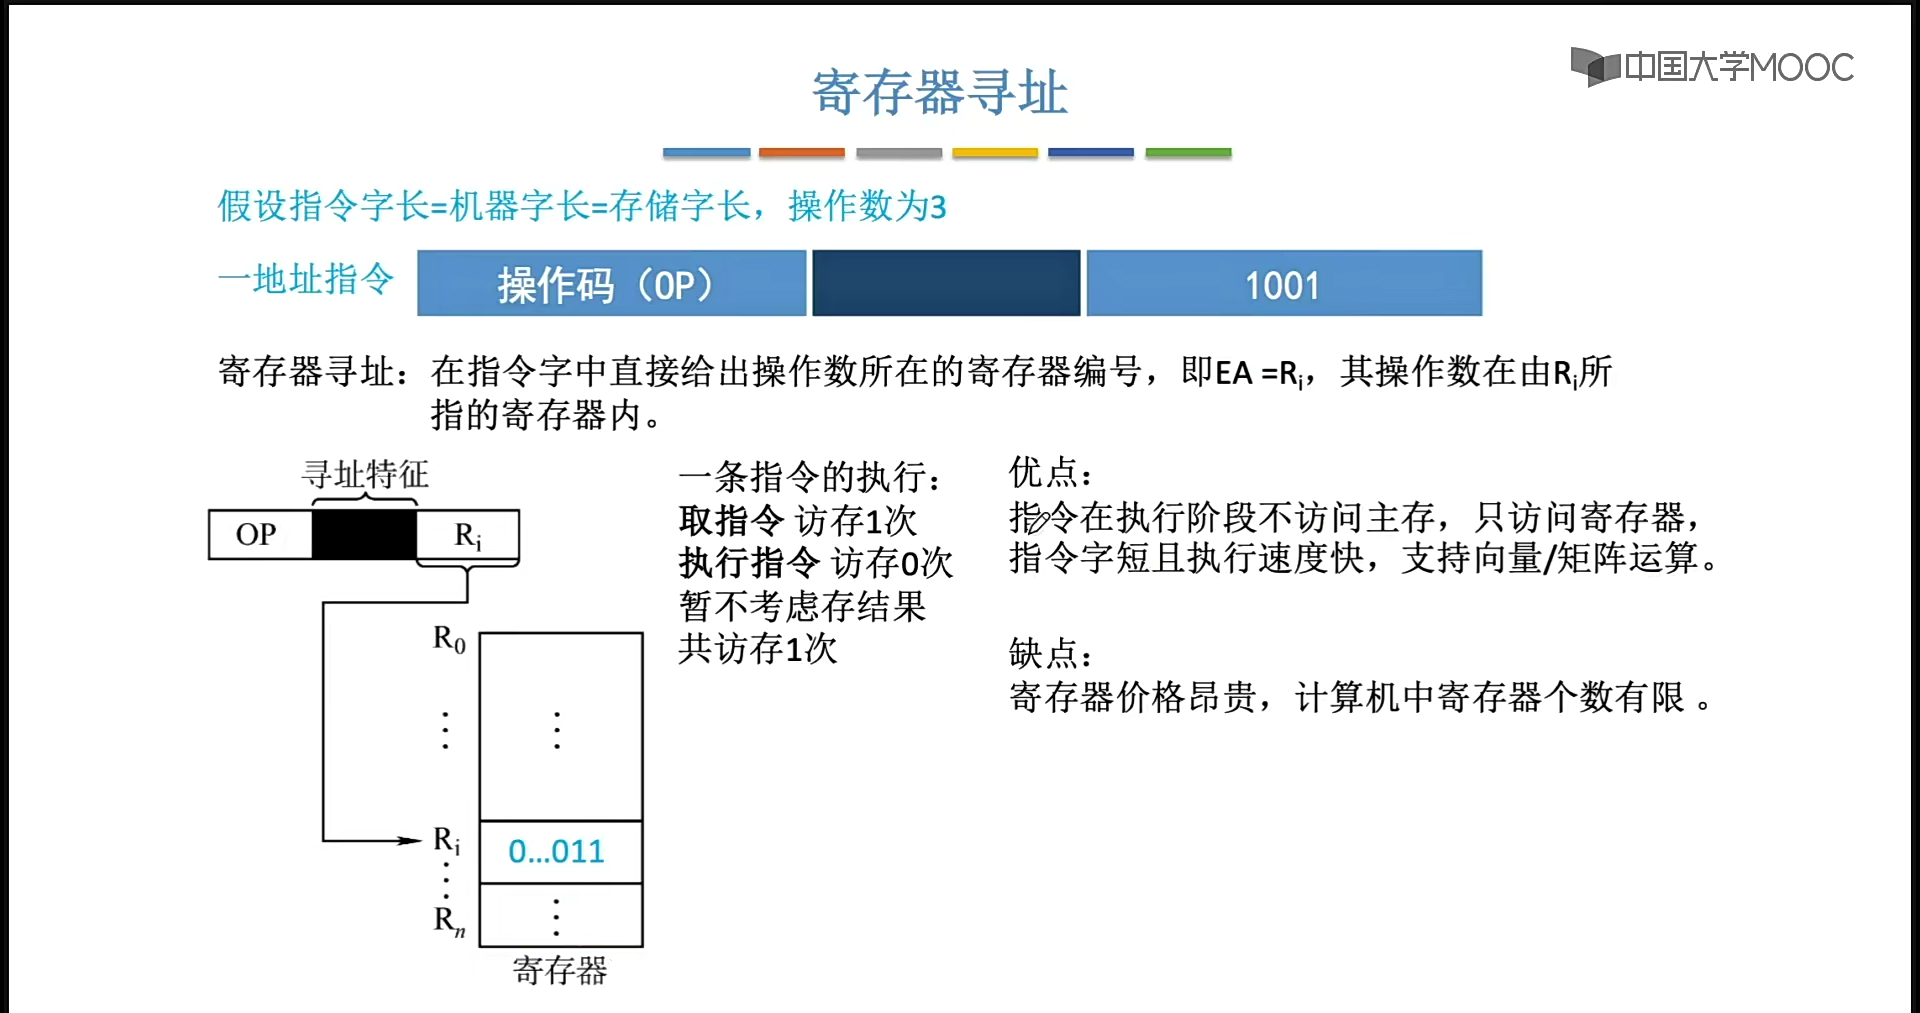 中国大学MOOC
寄存器寻址
假设指令字长=机器字长=存储字长，操作数为3
一地址指令 操作码（OP） 1001
寄存器寻址：在指令字中直接给出操作数所在的寄存器编号，即EA =Ri，其操作数在由Ri所
指的寄存器内。
寻址特征
OP Ri
R0
⋮ ⋮
Ri 0...011
⋮
Rn ⋮
寄存器
一条指令的执行：
取指令 访存1次
执行指令 访存0次
暂不考虑存结果
共访存1次
优点：
指令在执行阶段不访问主存，只访问寄存器，
指令字短且执行速度快，支持向量/矩阵运算。
缺点：
寄存器价格昂贵，计算机中寄存器个数有限 。